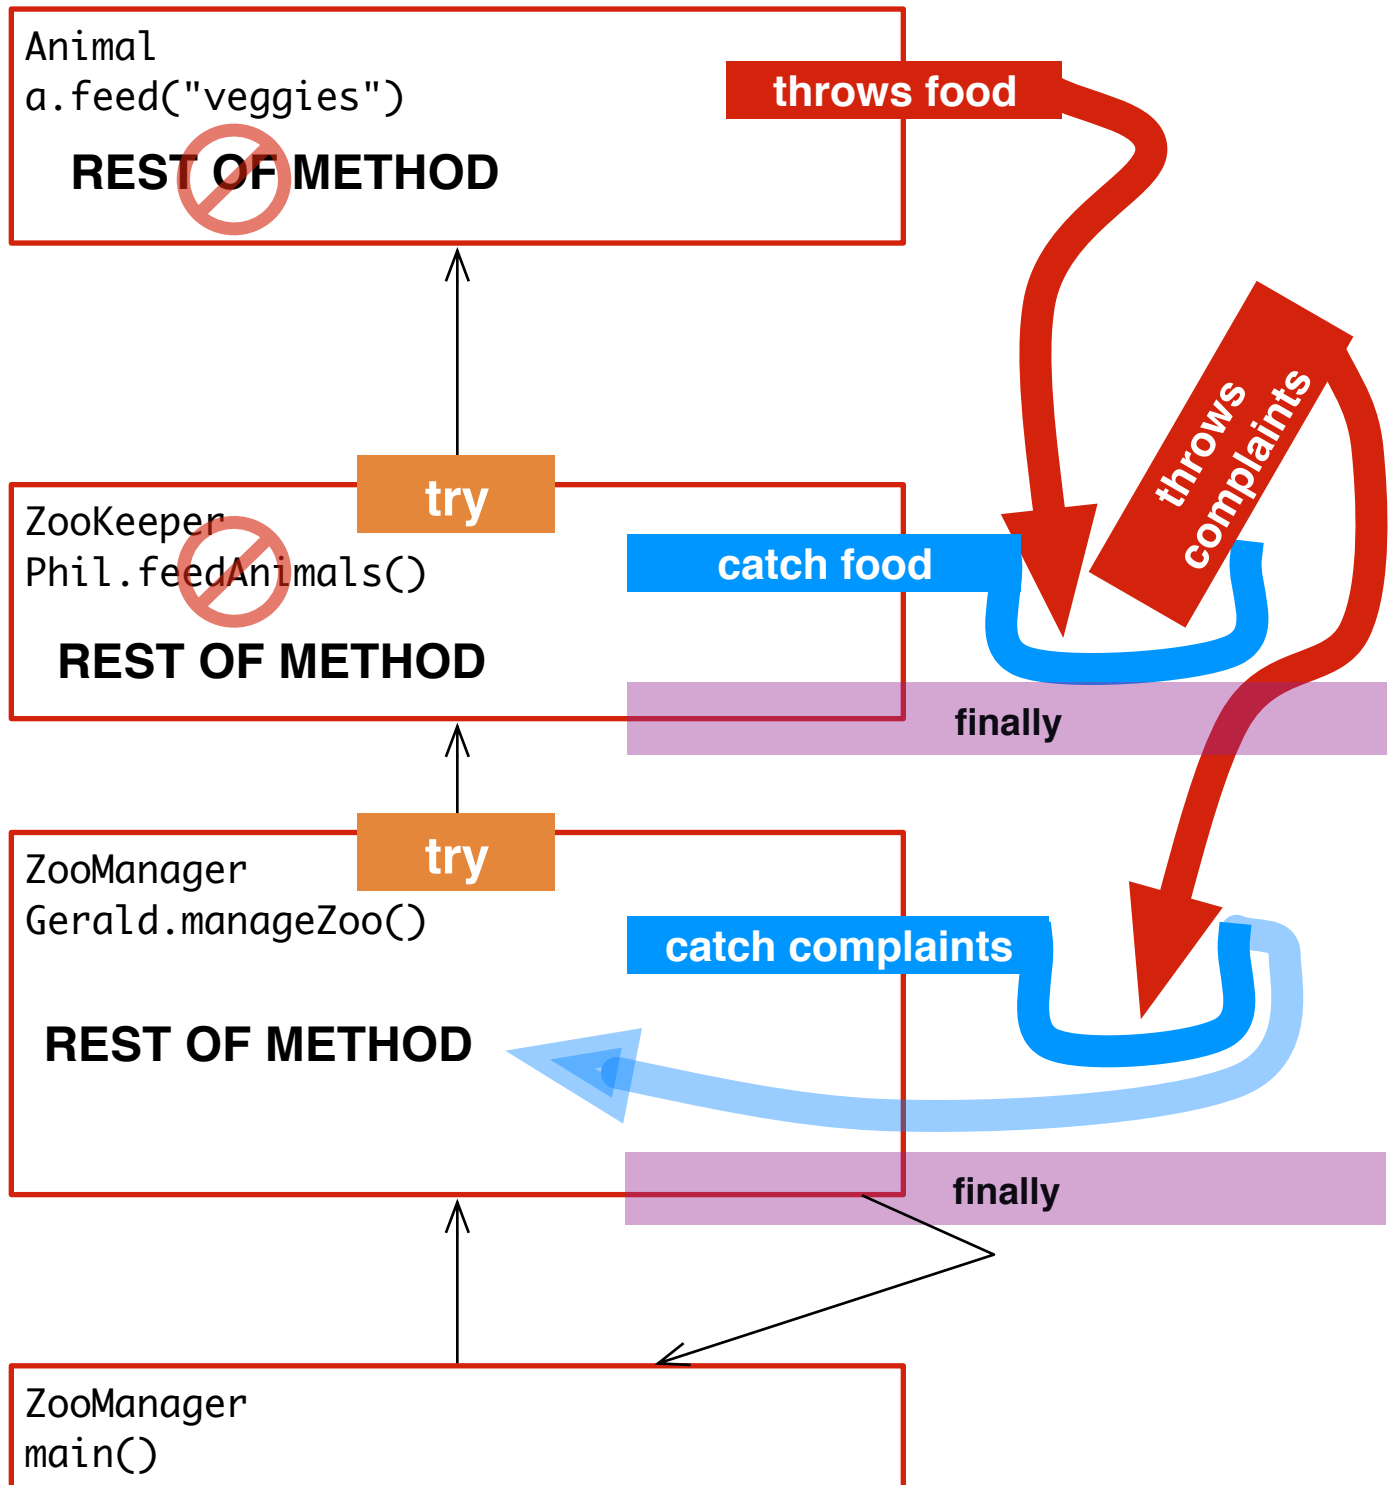 Animal
a.feed("veggies")
throws food
REST OF METHOD
throws
complaints
try
ZooKeeper
Phil.feedAnimals()
catch food
REST OF METHOD
finally
try
ZooManager
Gerald.manageZoo()
catch complaints
REST OF METHOD
finally
ZooManager
main()